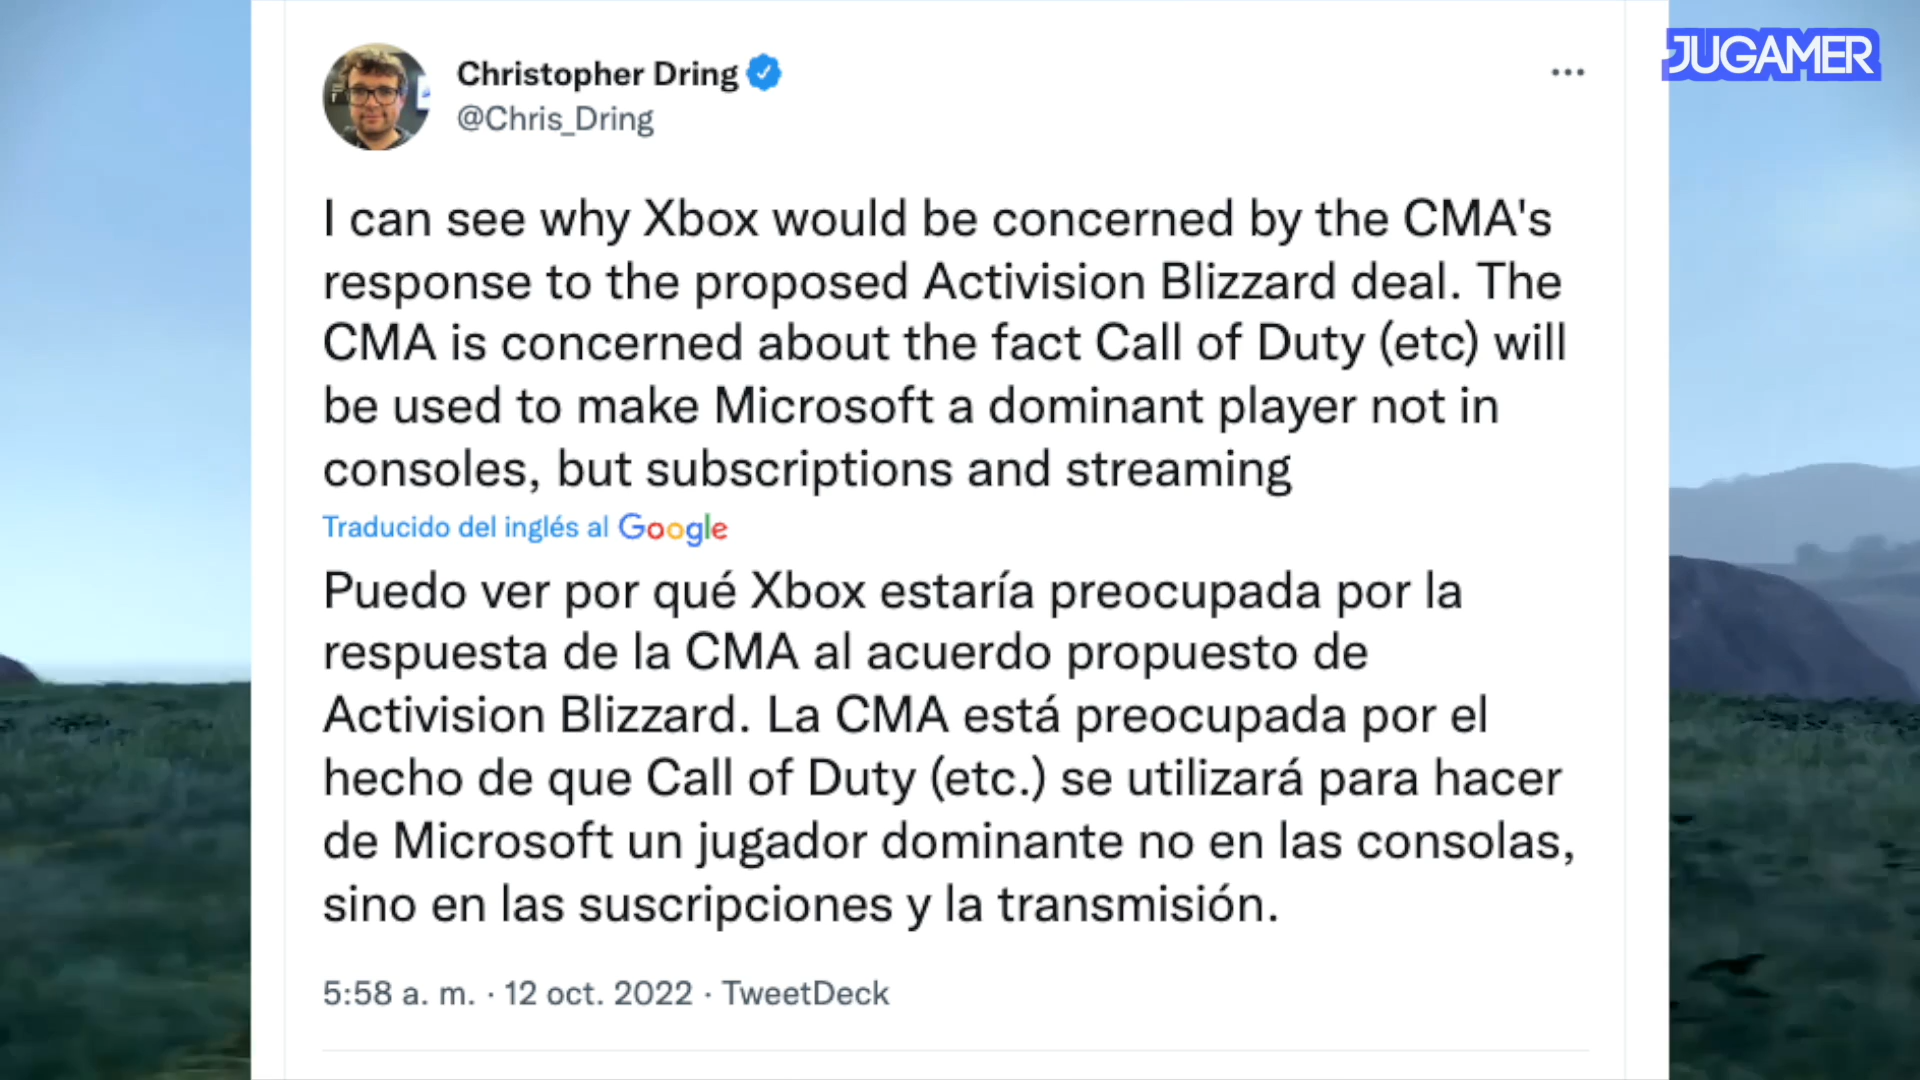 JUGAMER
Christopher Dring
@Chris_Dring
I can see why Xbox would be concerned by the CMA's
response to the proposed Activision Blizzard deal. The
CMA is concerned about the fact Call of Duty (etc) will
be used to make Microsoft a dominant player not in
consoles, but subscriptions and streaming
Traducido del inglés al Google
Puedo ver por qué Xbox estaría preocupada por la
respuesta de la CMA al acuerdo propuesto de
Activision Blizzard. La CMA está preocupada por el
hecho de que Call of Duty (etc.) se utilizará para hacer
de Microsoft un jugador dominante no en las consolas,
sino en las suscripciones y la transmisión.
5:58 a. m. · 12 oct. 2022 · TweetDeck